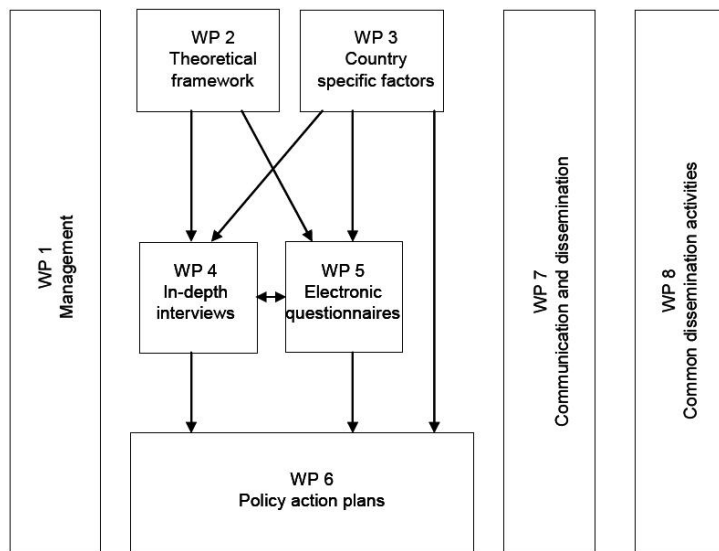 WP 1
Management
WP 2
Theoretical
framework
WP 3
Country
specific factors
WP 4
In-depth
interviews
WP 5
Electronic
questionnaires
WP 6
Policy action plans
WP 7
Communication and dissemination
WP 8
Common dissemination activities